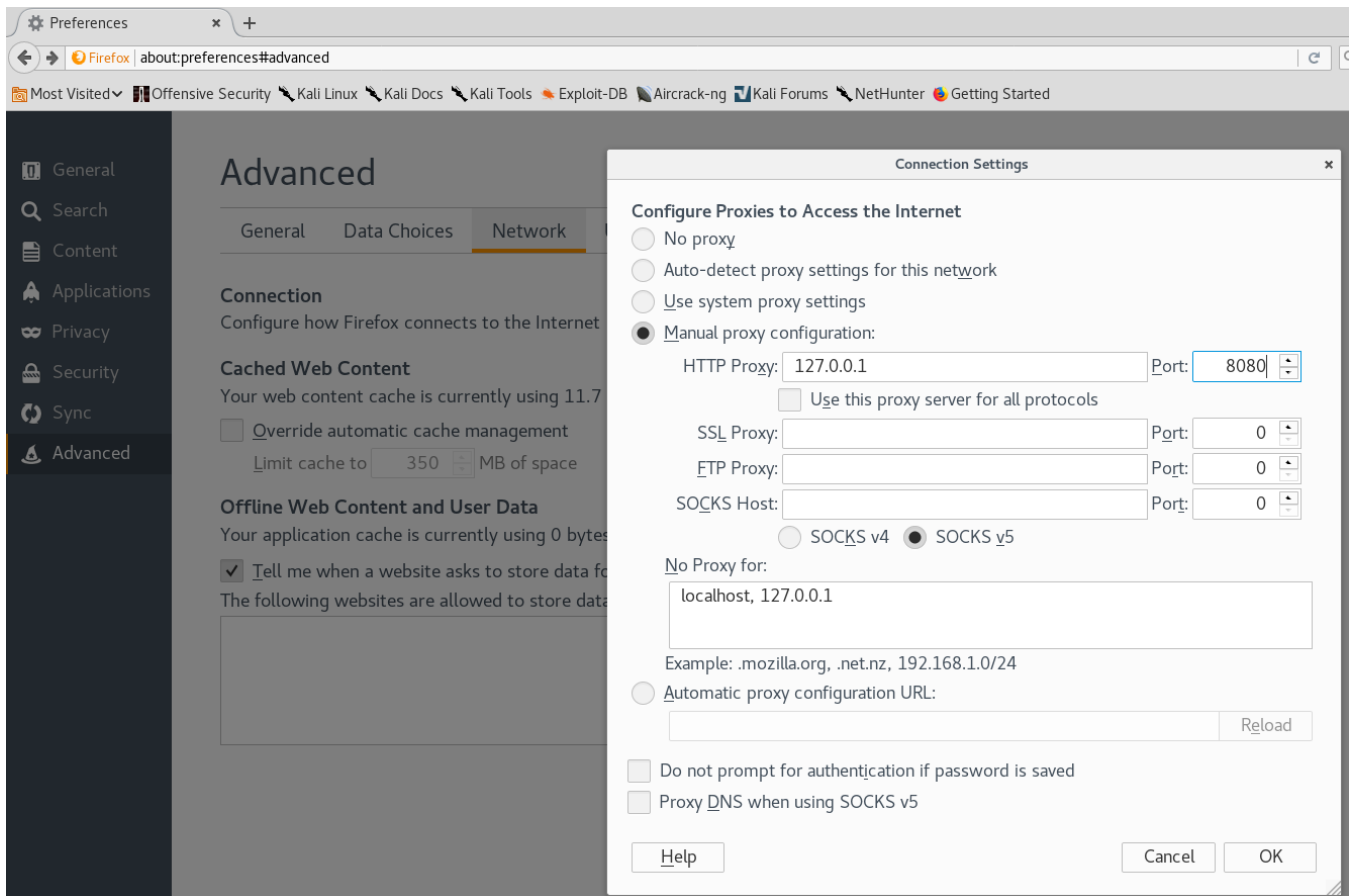 Preferences
Firefox about:preferences#advanced
Most Visited Offensive Security Kali Linux Kali Docs Kali Tools Exploit-DB Aircrack-ng Kali Forums NetHunter Getting Started
General
Search
Content
Applications
Privacy
Security
Sync
Advanced
Advanced
General Data Choices Network
Connection
Configure how Firefox connects to the Internet
Cached Web Content
Your web content cache is currently using 11.7
Override automatic cache management
Limit cache to 350 MB of space
Offline Web Content and User Data
Your application cache is currently using 0 bytes
Tell me when a website asks to store data fo
The following websites are allowed to store data
Connection Settings
Configure Proxies to Access the Internet
No proxy
Auto-detect proxy settings for this network
Use system proxy settings
Manual proxy configuration:
HTTP Proxy: 127.0.0.1 Port: 8080
Use this proxy server for all protocols
SSL Proxy: Port: 0
FTP Proxy: Port: 0
SOCKS Host: Port: 0
SOCKS v4 SOCKS v5
No Proxy for:
localhost, 127.0.0.1
Example: .mozilla.org, .net.nz, 192.168.1.0/24
Automatic proxy configuration URL:
Reload
Do not prompt for authentication if password is saved
Proxy DNS when using SOCKS v5
Help Cancel OK